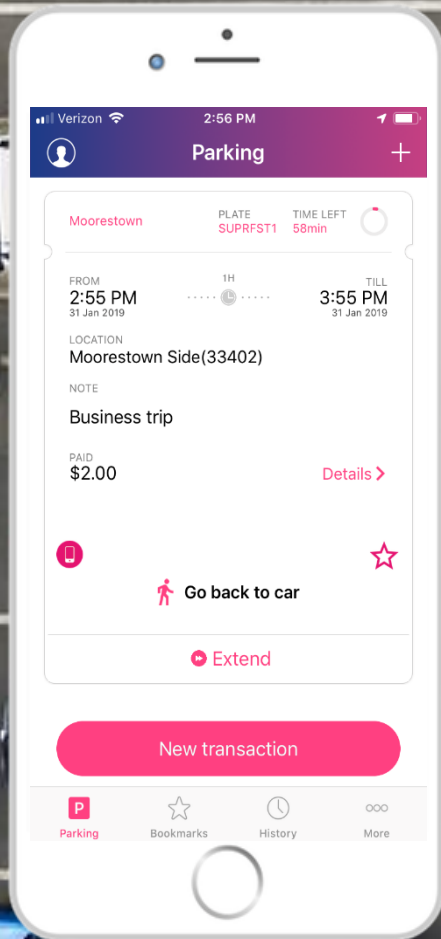 Verizon 2:56 PM
Parking
Moorestown
PLATE TIME LEFT
SUPRFST1 58min
FROM 1H TILL
2:55 PM 3:55 PM
31 Jan 2019 31 Jan 2019
LOCATION
Moorestown Side(33402)
NOTE
Business trip
PAID
$2.00 Details
Go back to car
Extend
New transaction
P
Parking Bookmarks History More